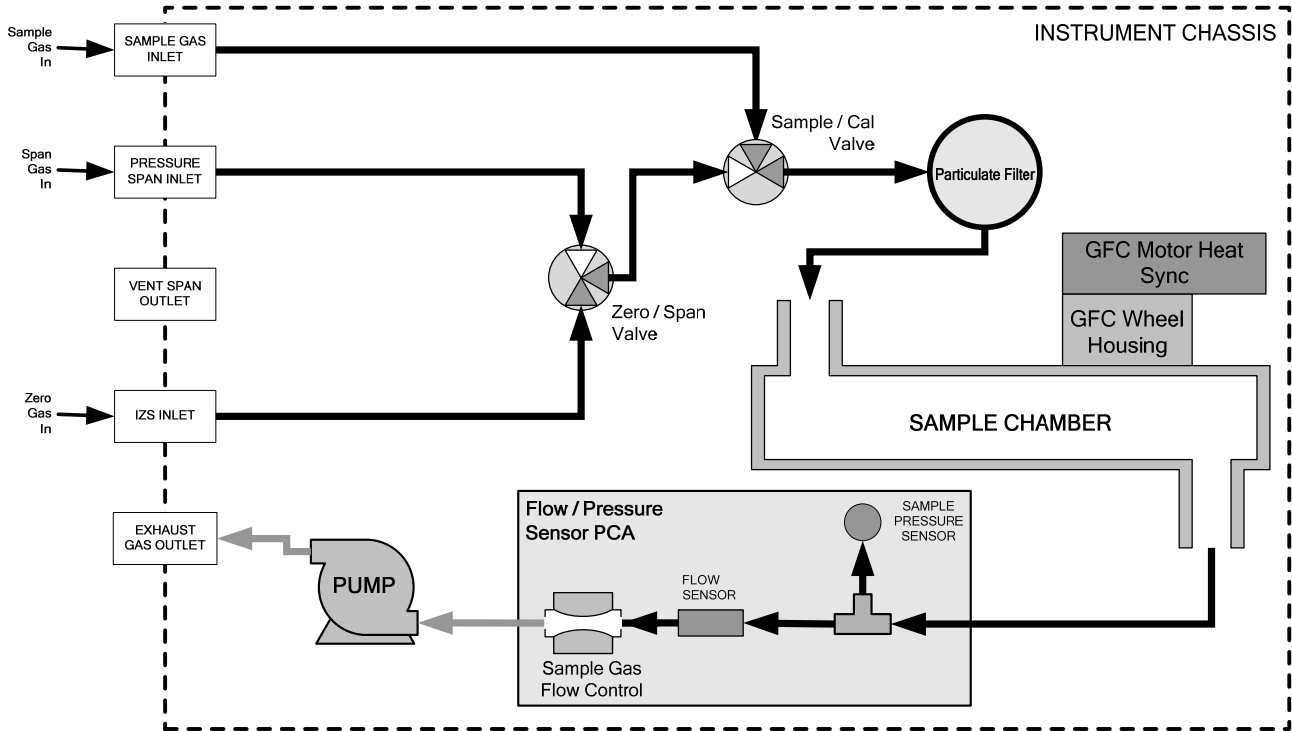 INSTRUMENT CHASSIS
Sample
Gas
In
SAMPLE GAS
INLET
Sample / Cal
Valve
Span
Gas
In
PRESSURE
SPAN INLET
Particulate Filter
GFC Motor Heat
Sync
VENT SPAN
OUTLET
Zero / Span
Valve
GFC Wheel
Housing
Zero
Gas
In
IZS INLET
SAMPLE CHAMBER
EXHAUST
GAS OUTLET
PUMP
Flow / Pressure
Sensor PCA
SAMPLE
PRESSURE
SENSOR
FLOW
SENSOR
Sample Gas
Flow Control